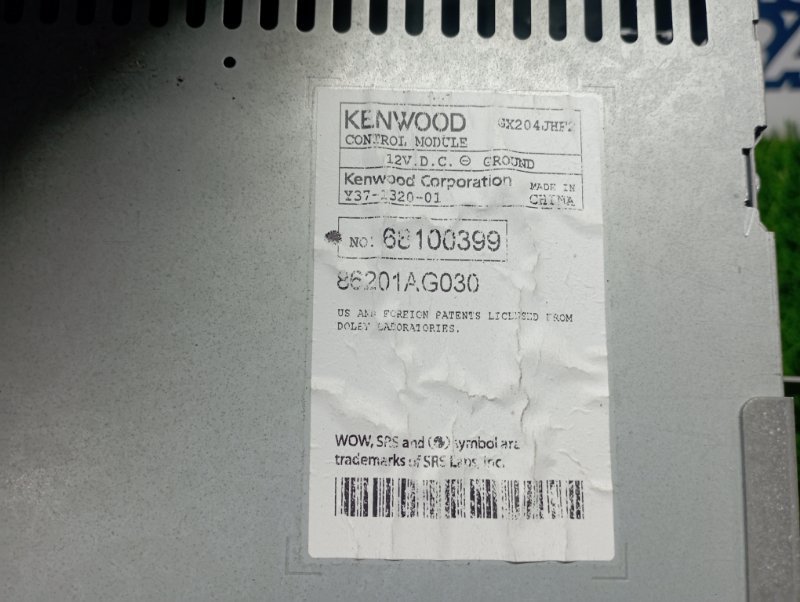 KENWOOD
CONTROL MODULE
12V.D.C. ⊖ GROUND
Kenwood Corporation
MADE IN
CHINA
NO: 68100399
86201AG030
US AND FOREIGN PATENTS LICENSED FROM
DOLBY LABORATORIES.
WOW, SRS and (●) symbol are
trademarks of SRS Labs, Inc.